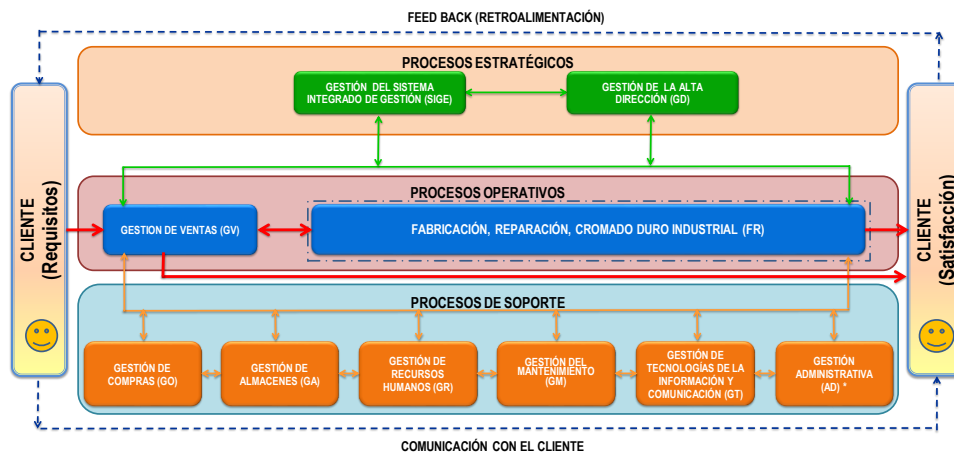 FEED BACK (RETROALIMENTACIÓN)
PROCESOS ESTRATÉGICOS
GESTIÓN DEL SISTEMA
INTEGRADO DE GESTIÓN (SIGE)
GESTIÓN DE LA ALTA
DIRECCIÓN (GD)
CLIENTE
(Requisitos)
PROCESOS OPERATIVOS
GESTION DE VENTAS (GV)
FABRICACIÓN, REPARACIÓN, CROMADO DURO INDUSTRIAL (FR)
CLIENTE
(Satisfacción)
PROCESOS DE SOPORTE
GESTIÓN DE
COMPRAS (GO)
GESTIÓN DE
ALMACENES (GA)
GESTIÓN DE
RECURSOS
HUMANOS (GR)
GESTIÓN DEL
MANTENIMIENTO
(GM)
GESTIÓN DE
TECNOLOGÍAS DE LA
INFORMACIÓN Y
COMUNICACIÓN (GT)
GESTIÓN
ADMINISTRATIVA
(AD) *
COMUNICACIÓN CON EL CLIENTE